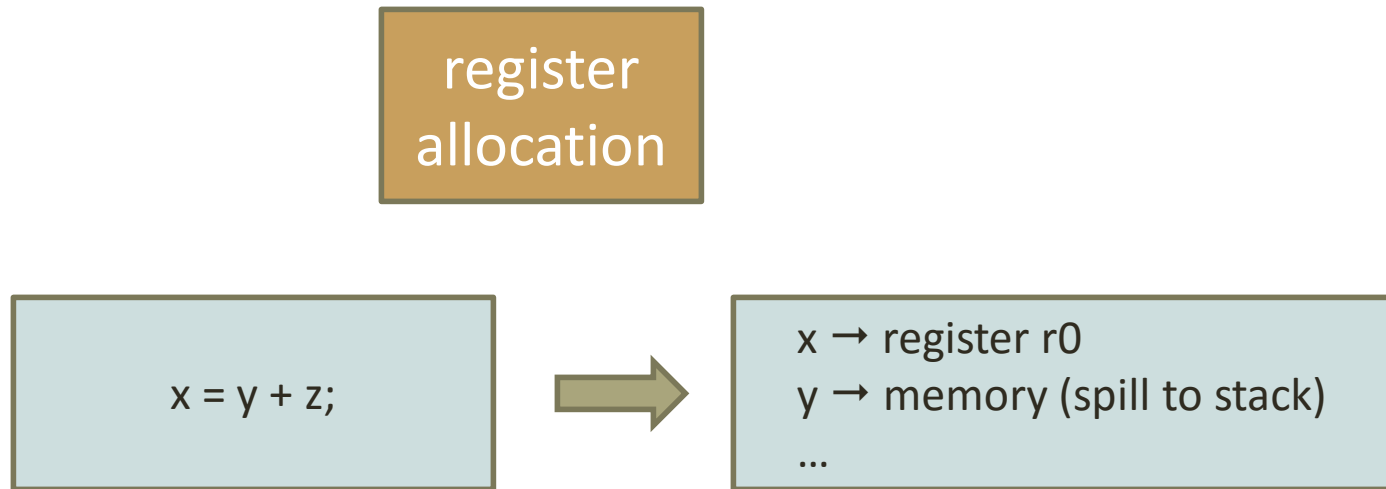 register
allocation
x = y + z;
x → register r0
y → memory (spill to stack)
…